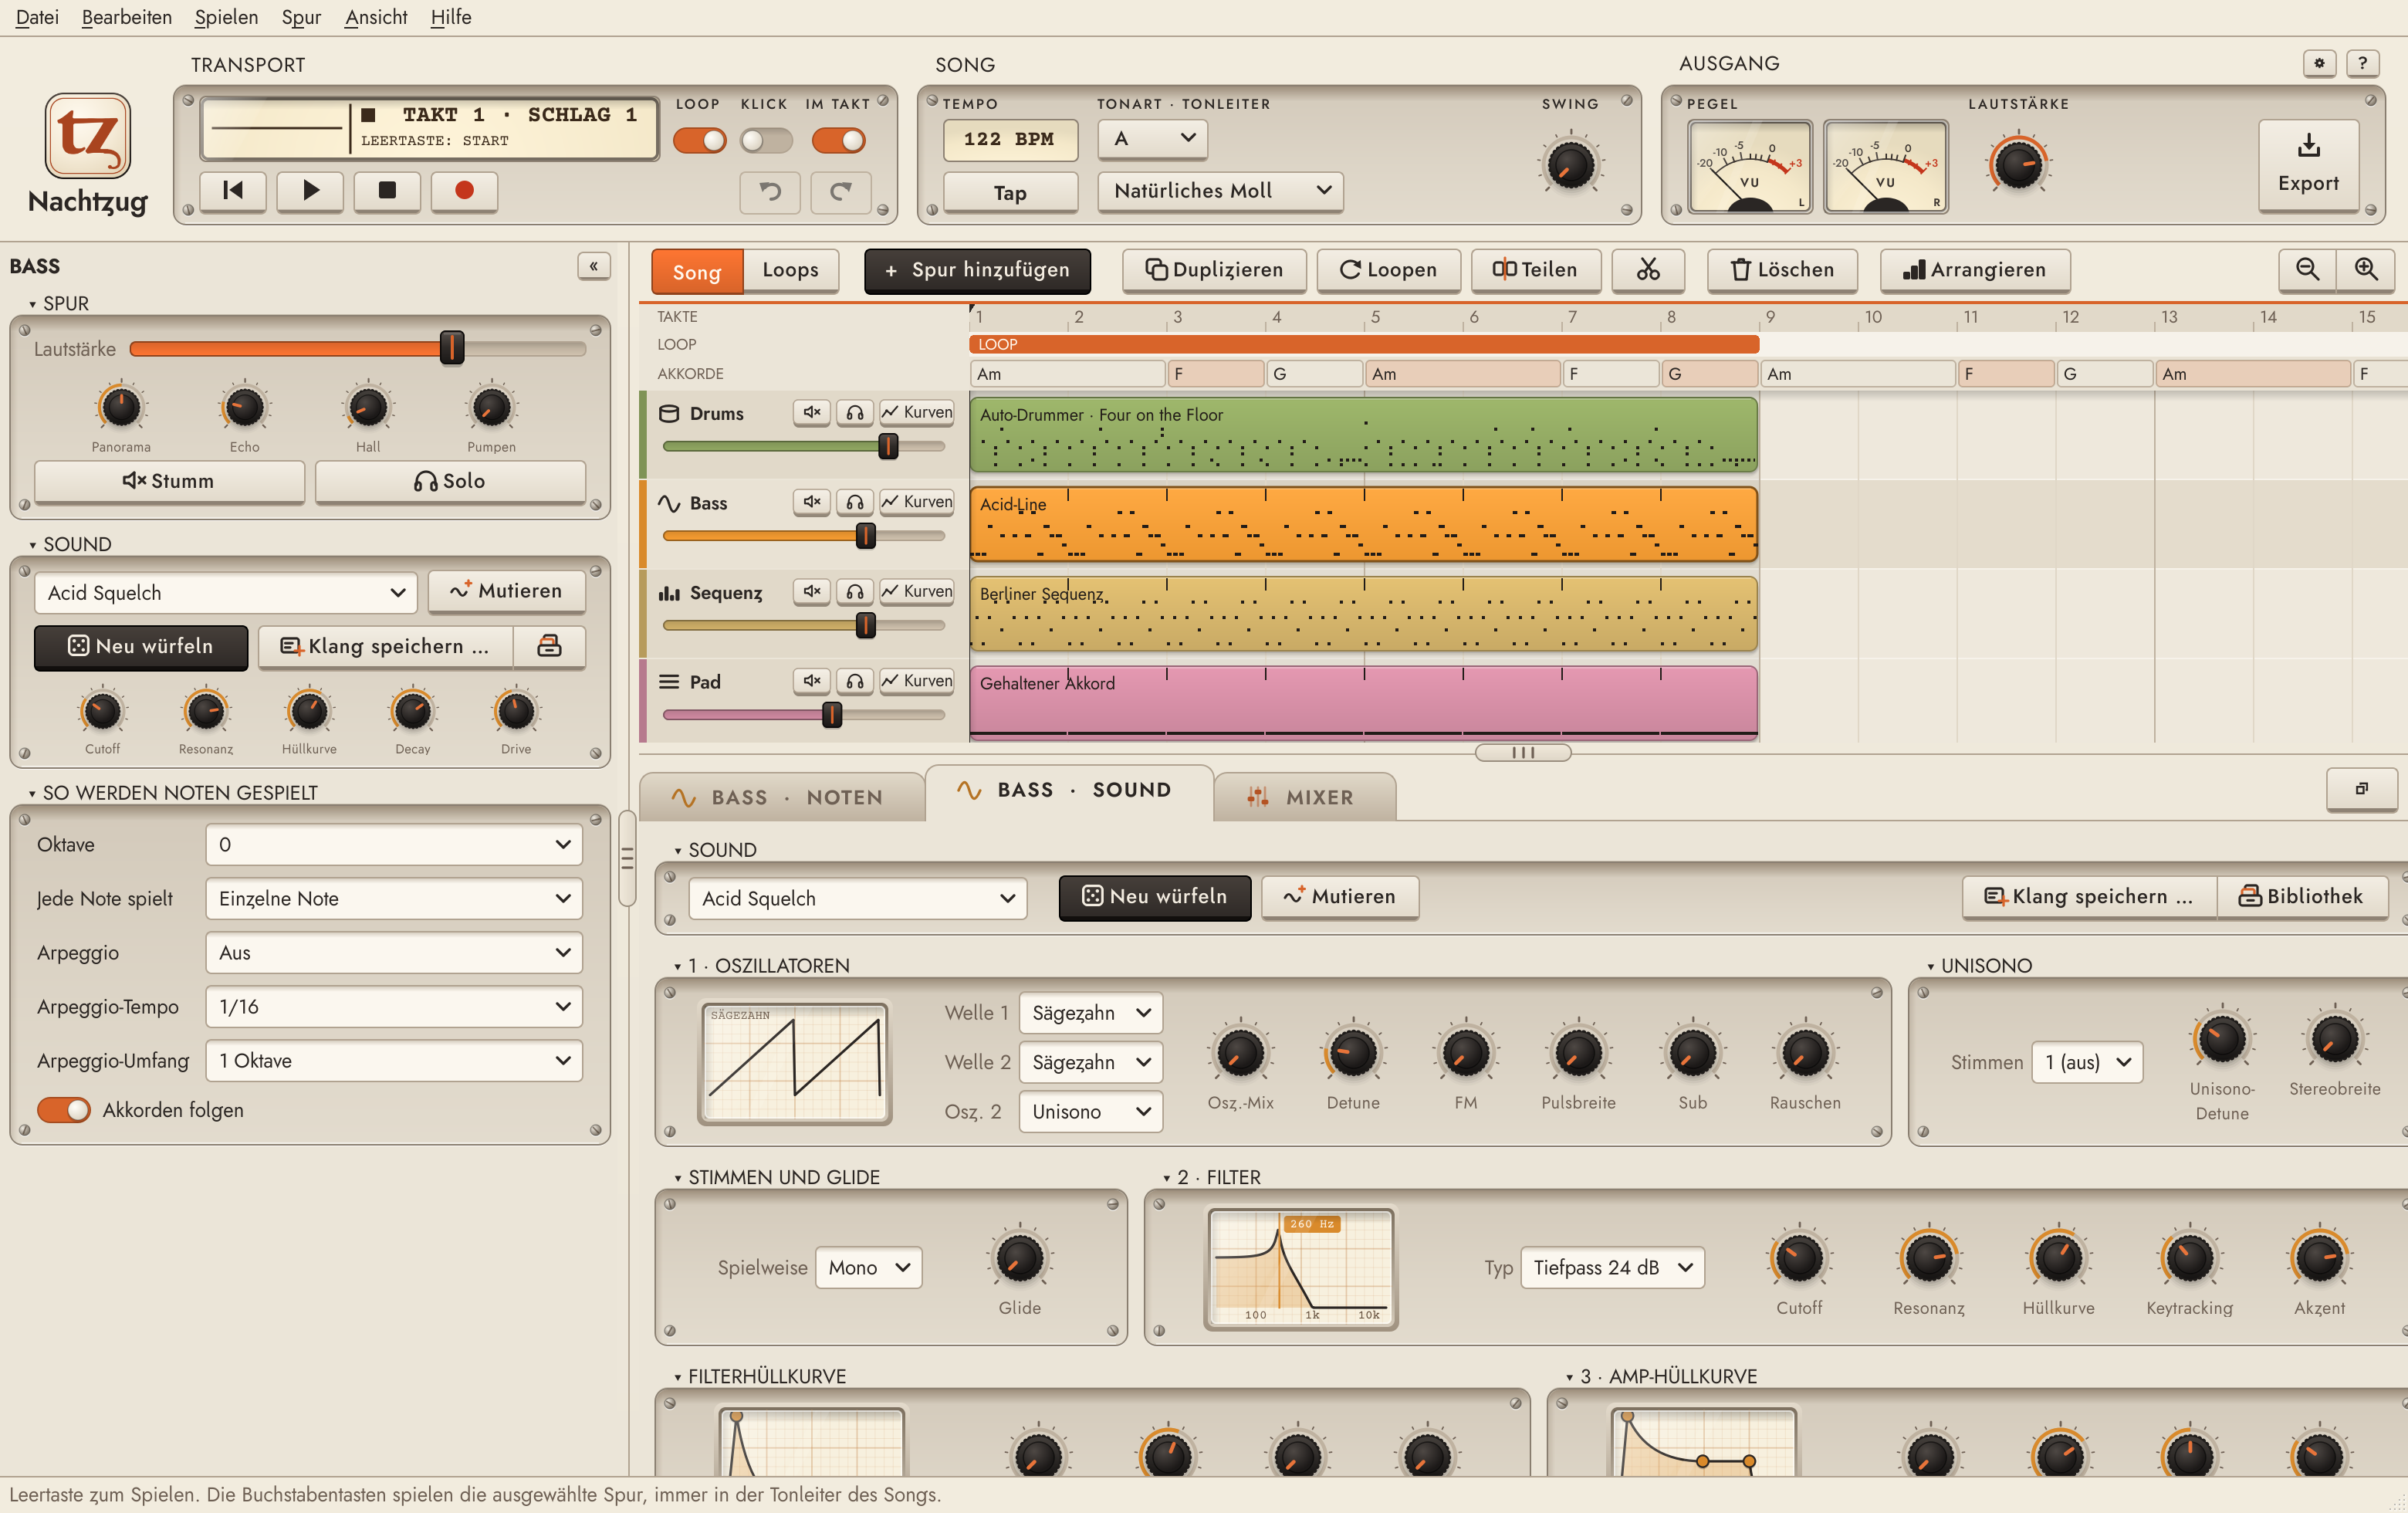 Datei Bearbeiten Spielen Spur Ansicht Hilfe
TRANSPORT
SONG
AUSGANG
?
tz
Nachtzug
TAKT 1 · SCHLAG 1
LEERTASTE: START
LOOP KLICK IM TAKT
TEMPO
122 BPM
Tap
TONART · TONLEITER
A
Natürliches Moll
SWING
PEGEL
-20 -10 -5 0 +3
VU
L
-20 -10 -5 0 +3
VU
R
LAUTSTÄRKE
Export
BASS
«
SPUR
Lautstärke
Panorama Echo Hall Pumpen
Stumm Solo
SOUND
Acid Squelch Mutieren
Neu würfeln Klang speichern ...
Cutoff Resonanz Hüllkurve Decay Drive
SO WERDEN NOTEN GESPIELT
Oktave 0
Jede Note spielt Einzelne Note
Arpeggio Aus
Arpeggio-Tempo 1/16
Arpeggio-Umfang 1 Oktave
Akkorden folgen
Song Loops + Spur hinzufügen Duplizieren Loopen Teilen Löschen Arrangieren
TAKTE 1 2 3 4 5 6 7 8 9 10 11 12 13 14 15
LOOP LOOP
AKKORDE Am F G Am F G Am F G Am F
Drums Kurven Auto-Drummer · Four on the Floor
Bass Kurven Acid-Line
Sequenz Kurven Berliner Sequenz
Pad Kurven Gehaltener Akkord
BASS · NOTEN BASS · SOUND MIXER
SOUND
Acid Squelch Neu würfeln Mutieren Klang speichern ... Bibliothek
1 · OSZILLATOREN
SÄGEZAHN
Welle 1 Sägezahn
Welle 2 Sägezahn
Osz. 2 Unisono
Osz.-Mix Detune FM Pulsbreite Sub Rauschen
UNISONO
Stimmen 1 (aus)
Unisono-
Detune
Stereobreite
STIMMEN UND GLIDE
Spielweise Mono
Glide
2 · FILTER
260 Hz
100 1k 10k
Typ Tiefpass 24 dB
Cutoff Resonanz Hüllkurve Keytracking Akzent
FILTERHÜLLKURVE
3 · AMP-HÜLLKURVE
Leertaste zum Spielen. Die Buchstabentasten spielen die ausgewählte Spur, immer in der Tonleiter des Songs.